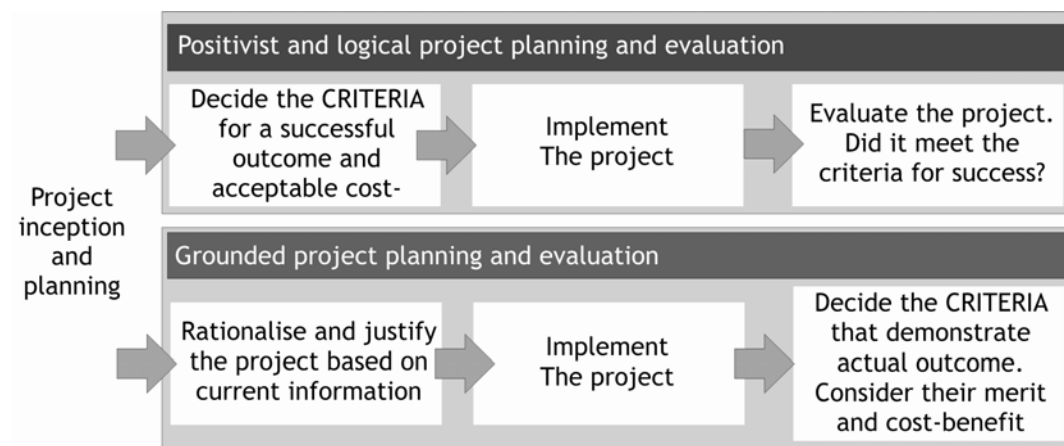 Positivist and logical project planning and evaluation
Decide the CRITERIA
for a successful
outcome and
acceptable cost-
Implement
The project
Evaluate the project.
Did it meet the
criteria for success?
Project
inception
and
planning
Grounded project planning and evaluation
Rationalise and justify
the project based on
current information
Implement
The project
Decide the CRITERIA
that demonstrate
actual outcome.
Consider their merit
and cost-benefit